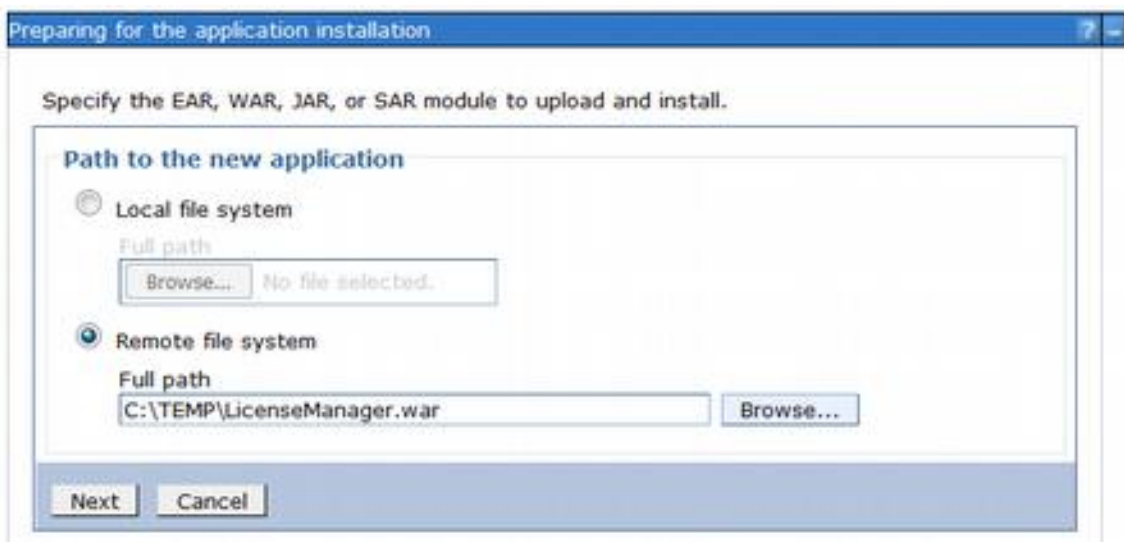 Preparing for the application installation ? –
Specify the EAR, WAR, JAR, or SAR module to upload and install.
Path to the new application
Local file system
Full path
Browse... No file selected.
Remote file system
Full path
C:\TEMP\LicenseManager.war Browse...
Next Cancel